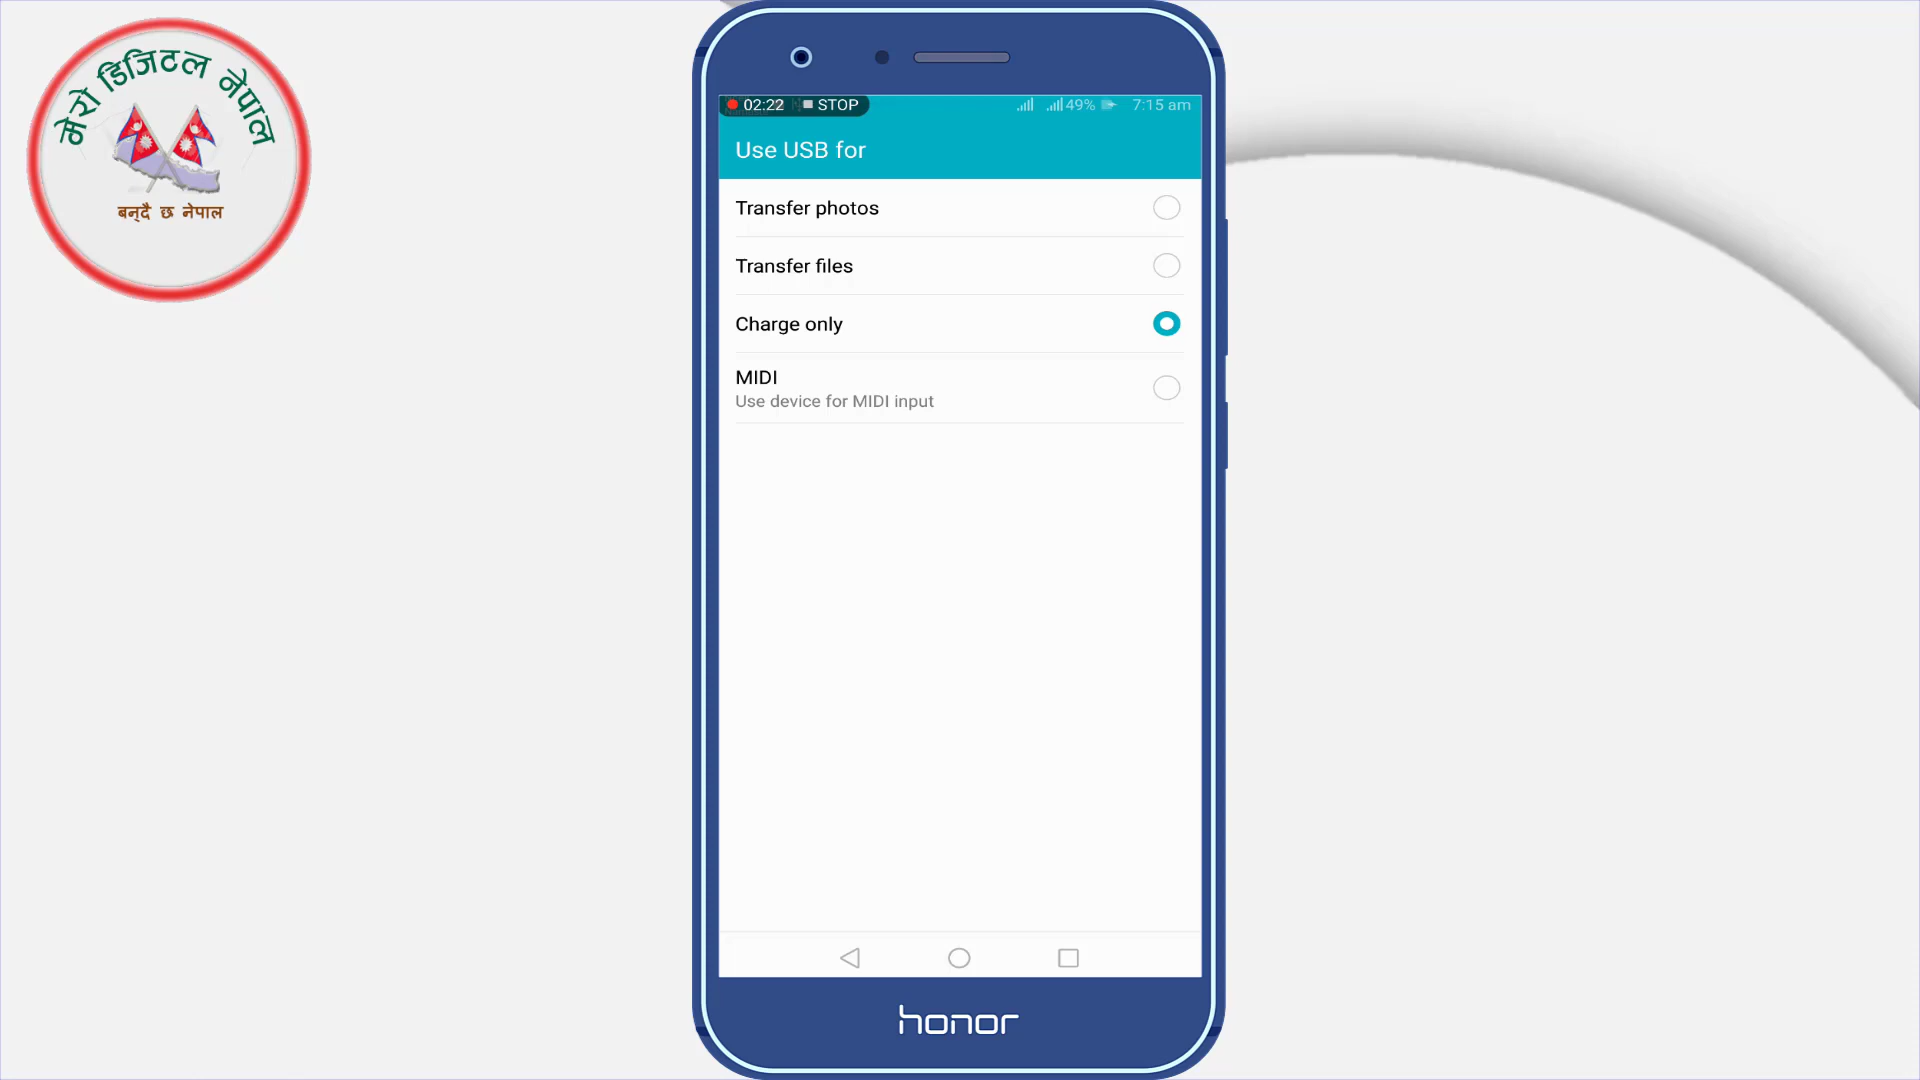 मेरो डिजिटल नेपाल
बन्दै छ नेपाल
02:22 STOP 49% 7:15 am
Use USB for
Transfer photos
Transfer files
Charge only
MIDI
Use device for MIDI input
honor